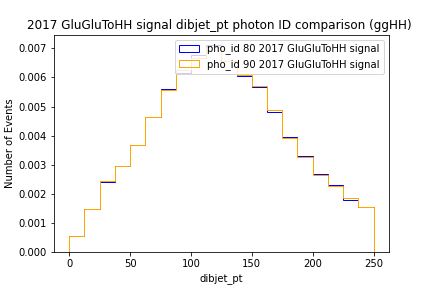 2017 GluGluToHH signal dibjet_pt photon ID comparison (ggHH)
pho_id 80 2017 GluGluToHH signal
pho_id 90 2017 GluGluToHH signal
Number of Events
0.007
0.006
0.005
0.004
0.003
0.002
0.001
0.000
0 50 100 150 200 250
dibjet_pt